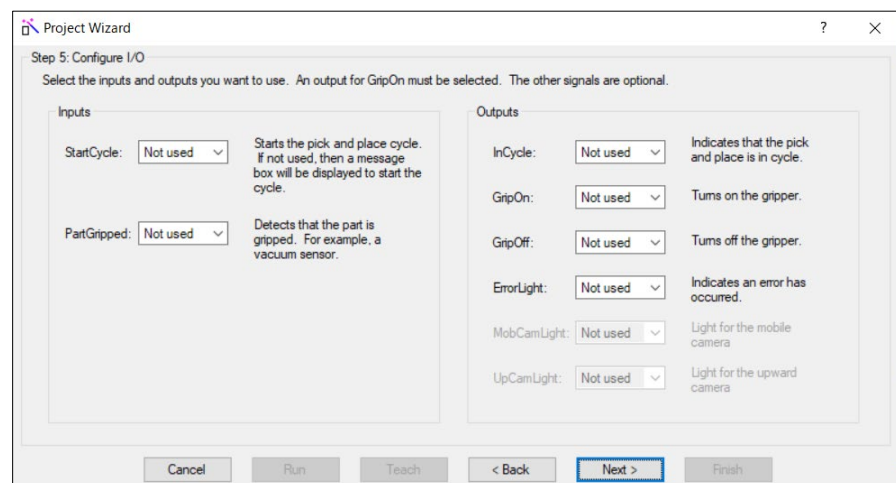 Project Wizard
?
Step 5: Configure I/O
Select the inputs and outputs you want to use. An output for GripOn must be selected. The other signals are optional.
Inputs
StartCycle:
Not used
Starts the pick and place cycle.
If not used, then a message
box will be displayed to start the
cycle.
PartGripped:
Not used
Detects that the part is
gripped. For example, a
vacuum sensor.
Outputs
InCycle:
Not used
Indicates that the pick
and place is in cycle.
GripOn:
Not used
Turns on the gripper.
GripOff:
Not used
Turns off the gripper.
ErrorLight:
Not used
Indicates an error has
occurred.
MobCamLight:
Not used
Light for the mobile
camera
UpCamLight:
Not used
Light for the upward
camera
Cancel
Run
Teach
< Back
Next >
Finish